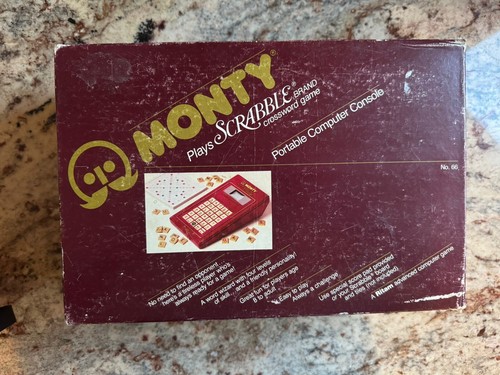 MONTY®
Plays SCRABBLE® BRAND
crossword game
Portable Computer Console
No. 66
MONTY
No need to find an opponent
here's a tireless player who's
always ready for a game!
A word wizard with four levels
of skill... and a friendly personality!
Great fun for players age
8 to adult
Easy to play
Always a challenge
Use special score pad provided
or your Scrabble® board
and tiles (not included).
A Ritam advanced computer game